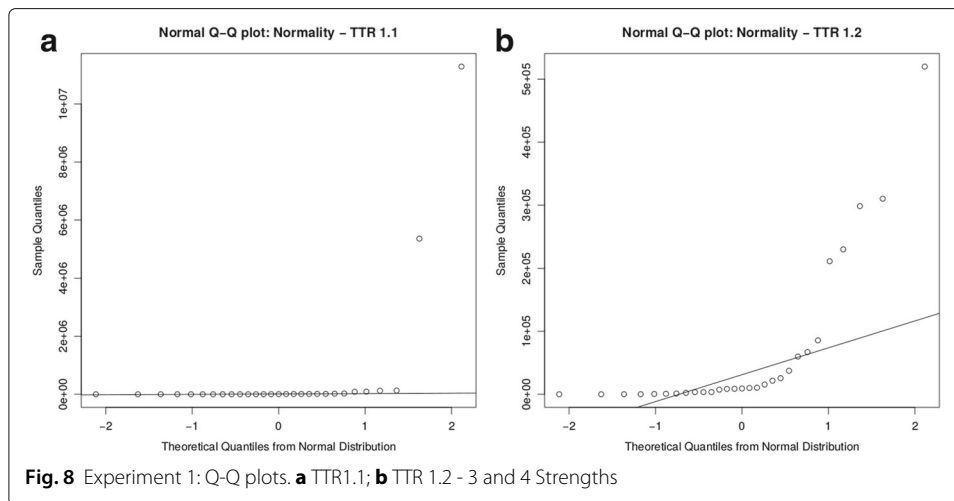 a
Normal Q−Q plot: Normality − TTR 1.1
Sample Quantiles
1e+07
8e+06
6e+06
4e+06
2e+06
0e+00
−2
−1
0
1
2
Theoretical Quantiles from Normal Distribution
b
Normal Q−Q plot: Normality − TTR 1.2
Sample Quantiles
5e+05
4e+05
3e+05
2e+05
1e+05
0e+00
−2
−1
0
1
2
Theoretical Quantiles from Normal Distribution
Fig. 8 Experiment 1: Q-Q plots. a TTR1.1; b TTR 1.2 - 3 and 4 Strengths